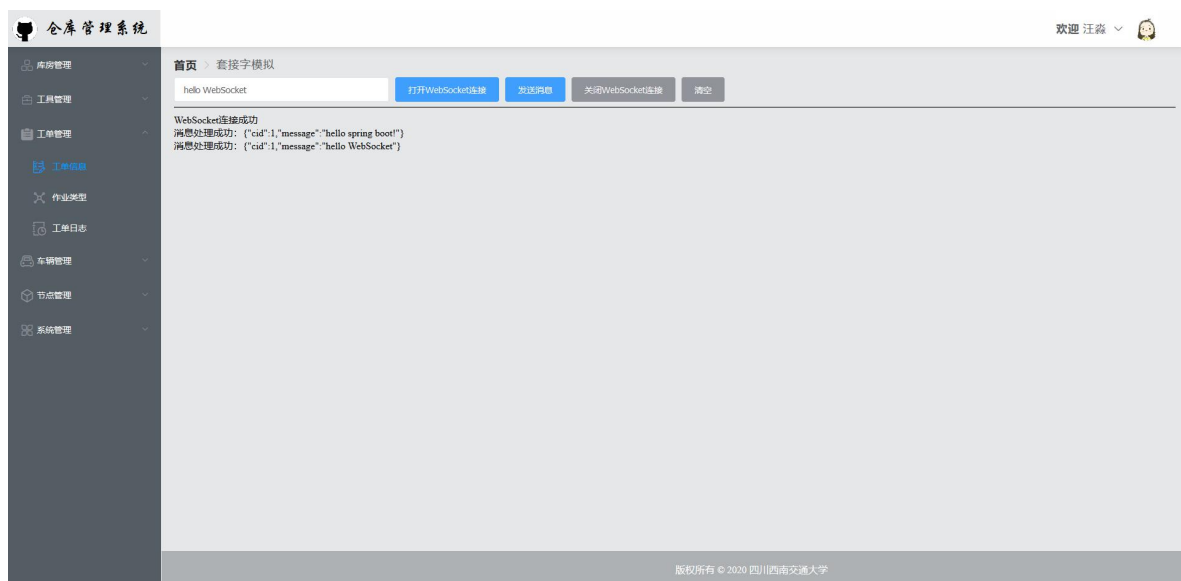 仓库管理系统
欢迎 汪淼
库房管理
工具管理
工单管理
工单信息
作业类型
工单日志
车辆管理
节点管理
系统管理
首页 > 套接字模拟
hello WebSocket 打开WebSocket连接 发送消息 关闭WebSocket连接 清空
WebSocket连接成功
消息处理成功: {"cid":1,"message":"hello spring boot!"}
消息处理成功: {"cid":1,"message":"hello WebSocket"}
版权所有 © 2020 四川西南交通大学